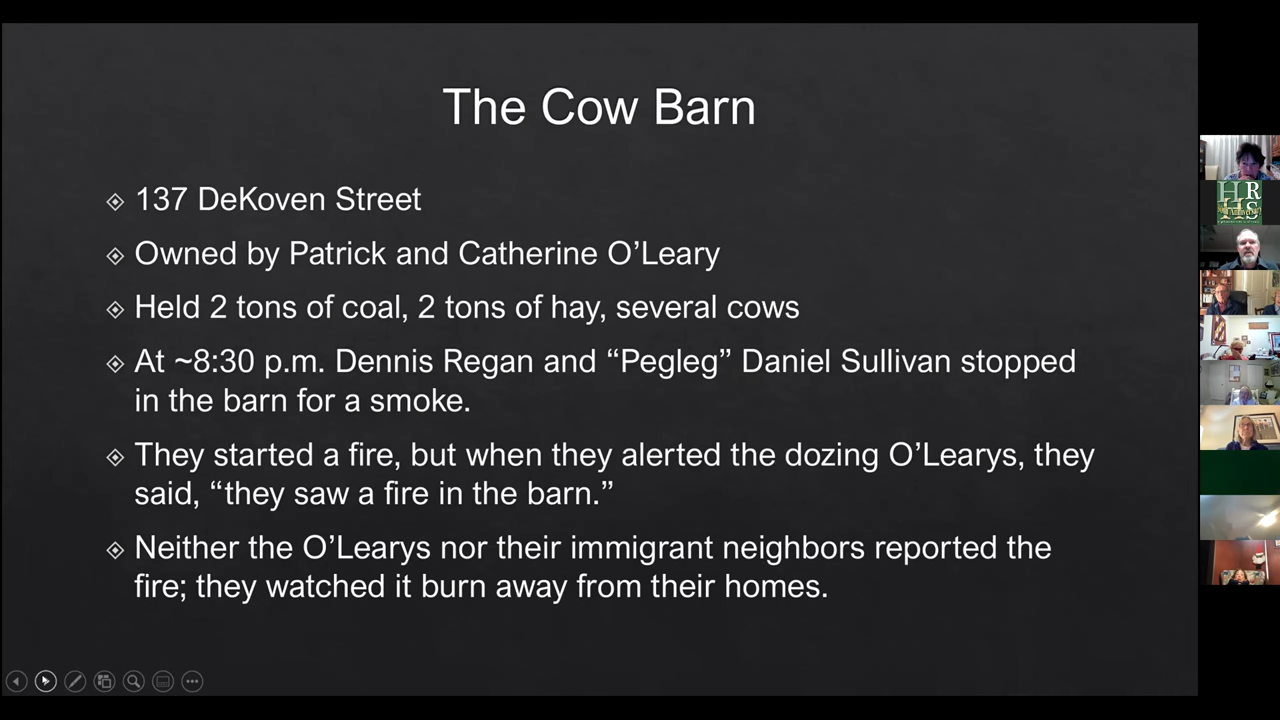 The Cow Barn
137 DeKoven Street
Owned by Patrick and Catherine O’Leary
Held 2 tons of coal, 2 tons of hay, several cows
At ~8:30 p.m. Dennis Regan and “Pegleg” Daniel Sullivan stopped
in the barn for a smoke.
They started a fire, but when they alerted the dozing O’Learys, they
said, “they saw a fire in the barn.”
Neither the O’Learys nor their immigrant neighbors reported the
fire; they watched it burn away from their homes.
H R
H S